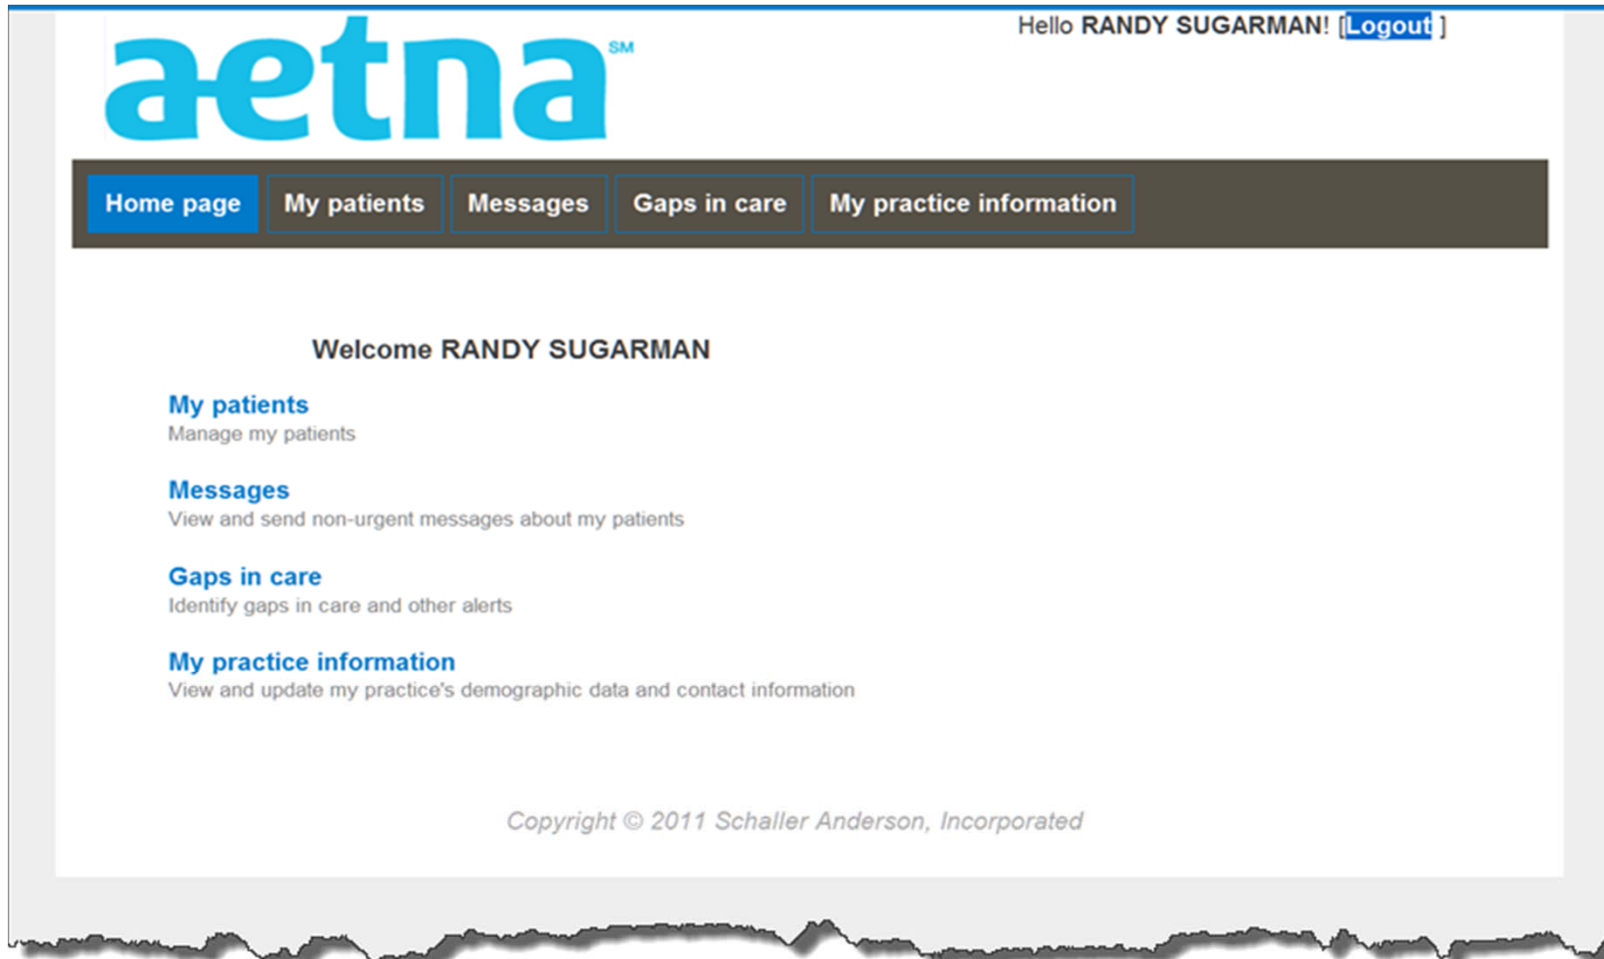 aetna℠
Hello RANDY SUGARMAN! [Logout ]
Home page My patients Messages Gaps in care My practice information
Welcome RANDY SUGARMAN
My patients
Manage my patients
Messages
View and send non-urgent messages about my patients
Gaps in care
Identify gaps in care and other alerts
My practice information
View and update my practice's demographic data and contact information
Copyright © 2011 Schaller Anderson, Incorporated